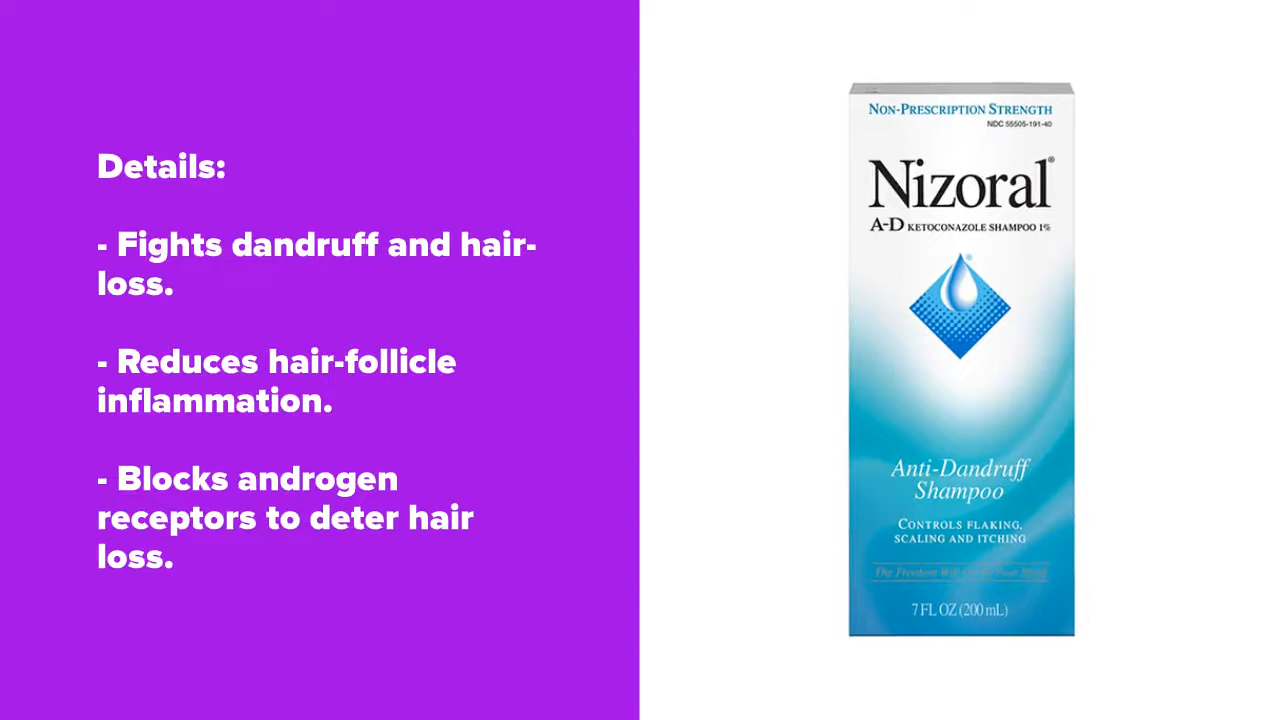 Details:
- Fights dandruff and hair-
loss.
- Reduces hair-follicle
inflammation.
- Blocks androgen
receptors to deter hair
loss.
NON-PRESCRIPTION STRENGTH
NDC 55505-191-40
Nizoral®
A-D KETOCONAZOLE SHAMPOO 1%
Anti-Dandruff
Shampoo
CONTROLS FLAKING,
SCALING AND ITCHING
The Freedom
7 FL OZ (200 mL)